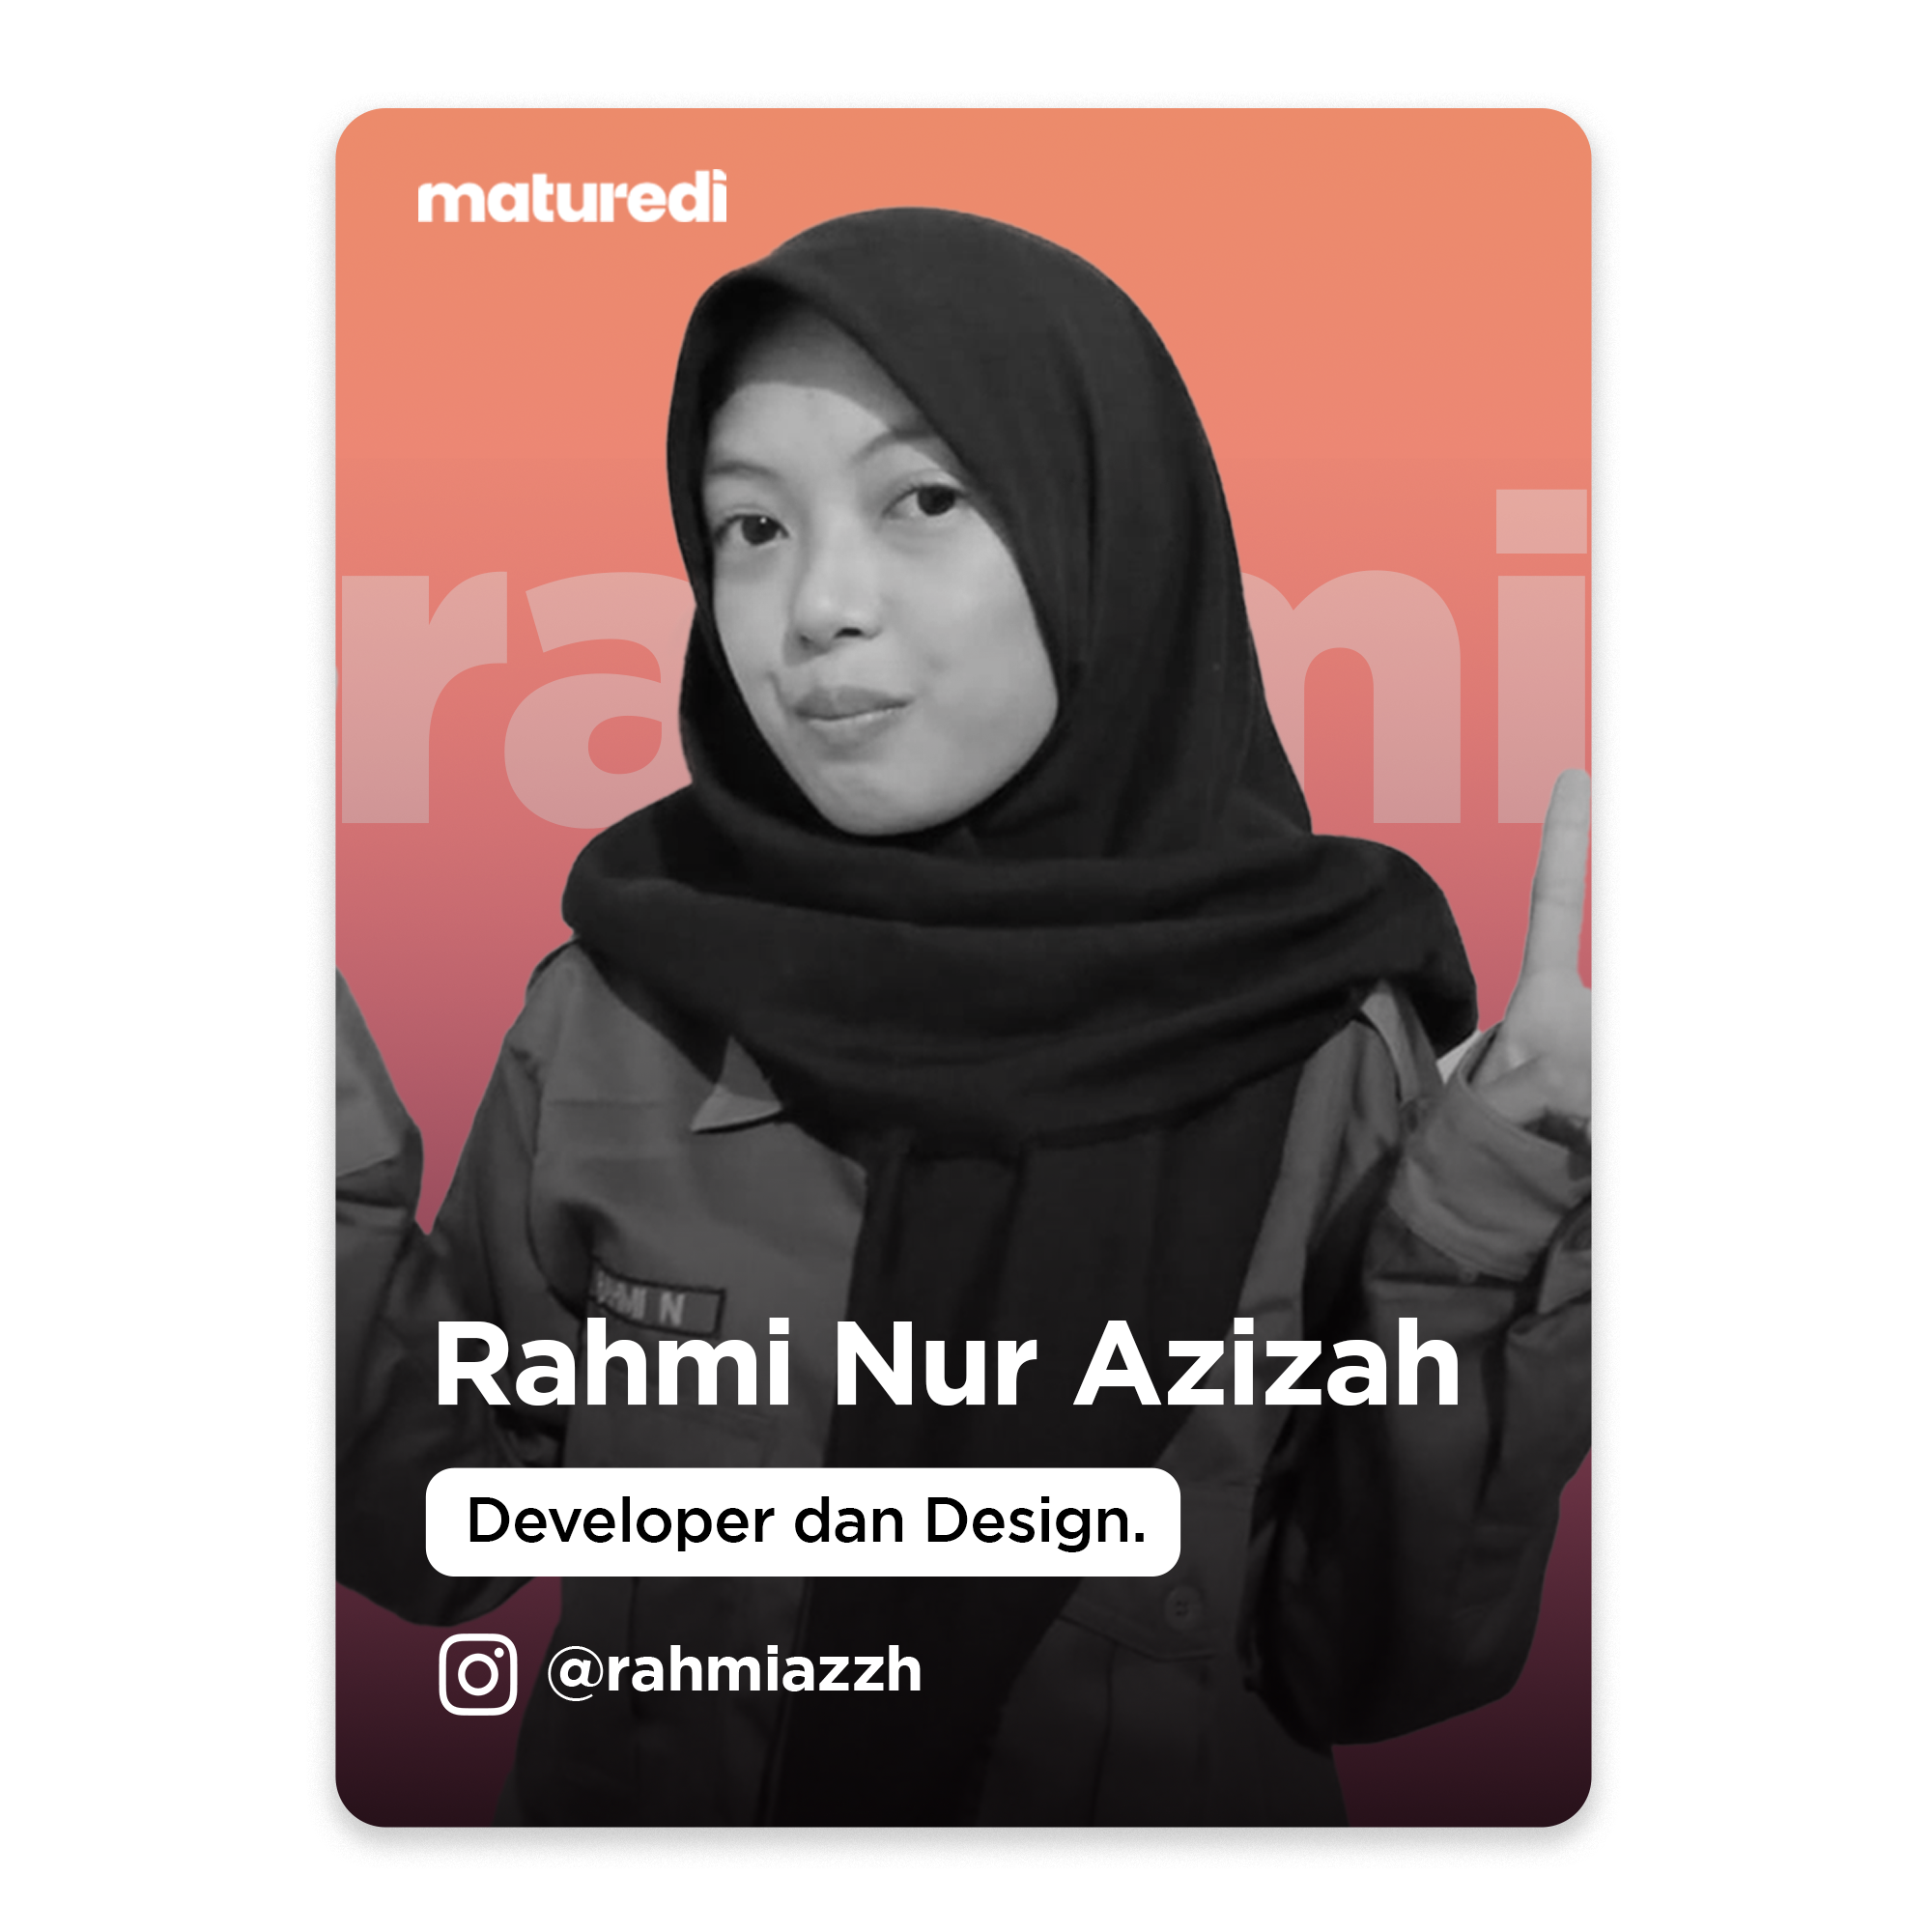 maturedi
rahmi
N
Rahmi Nur Azizah
Developer dan Design.
@rahmiazzh